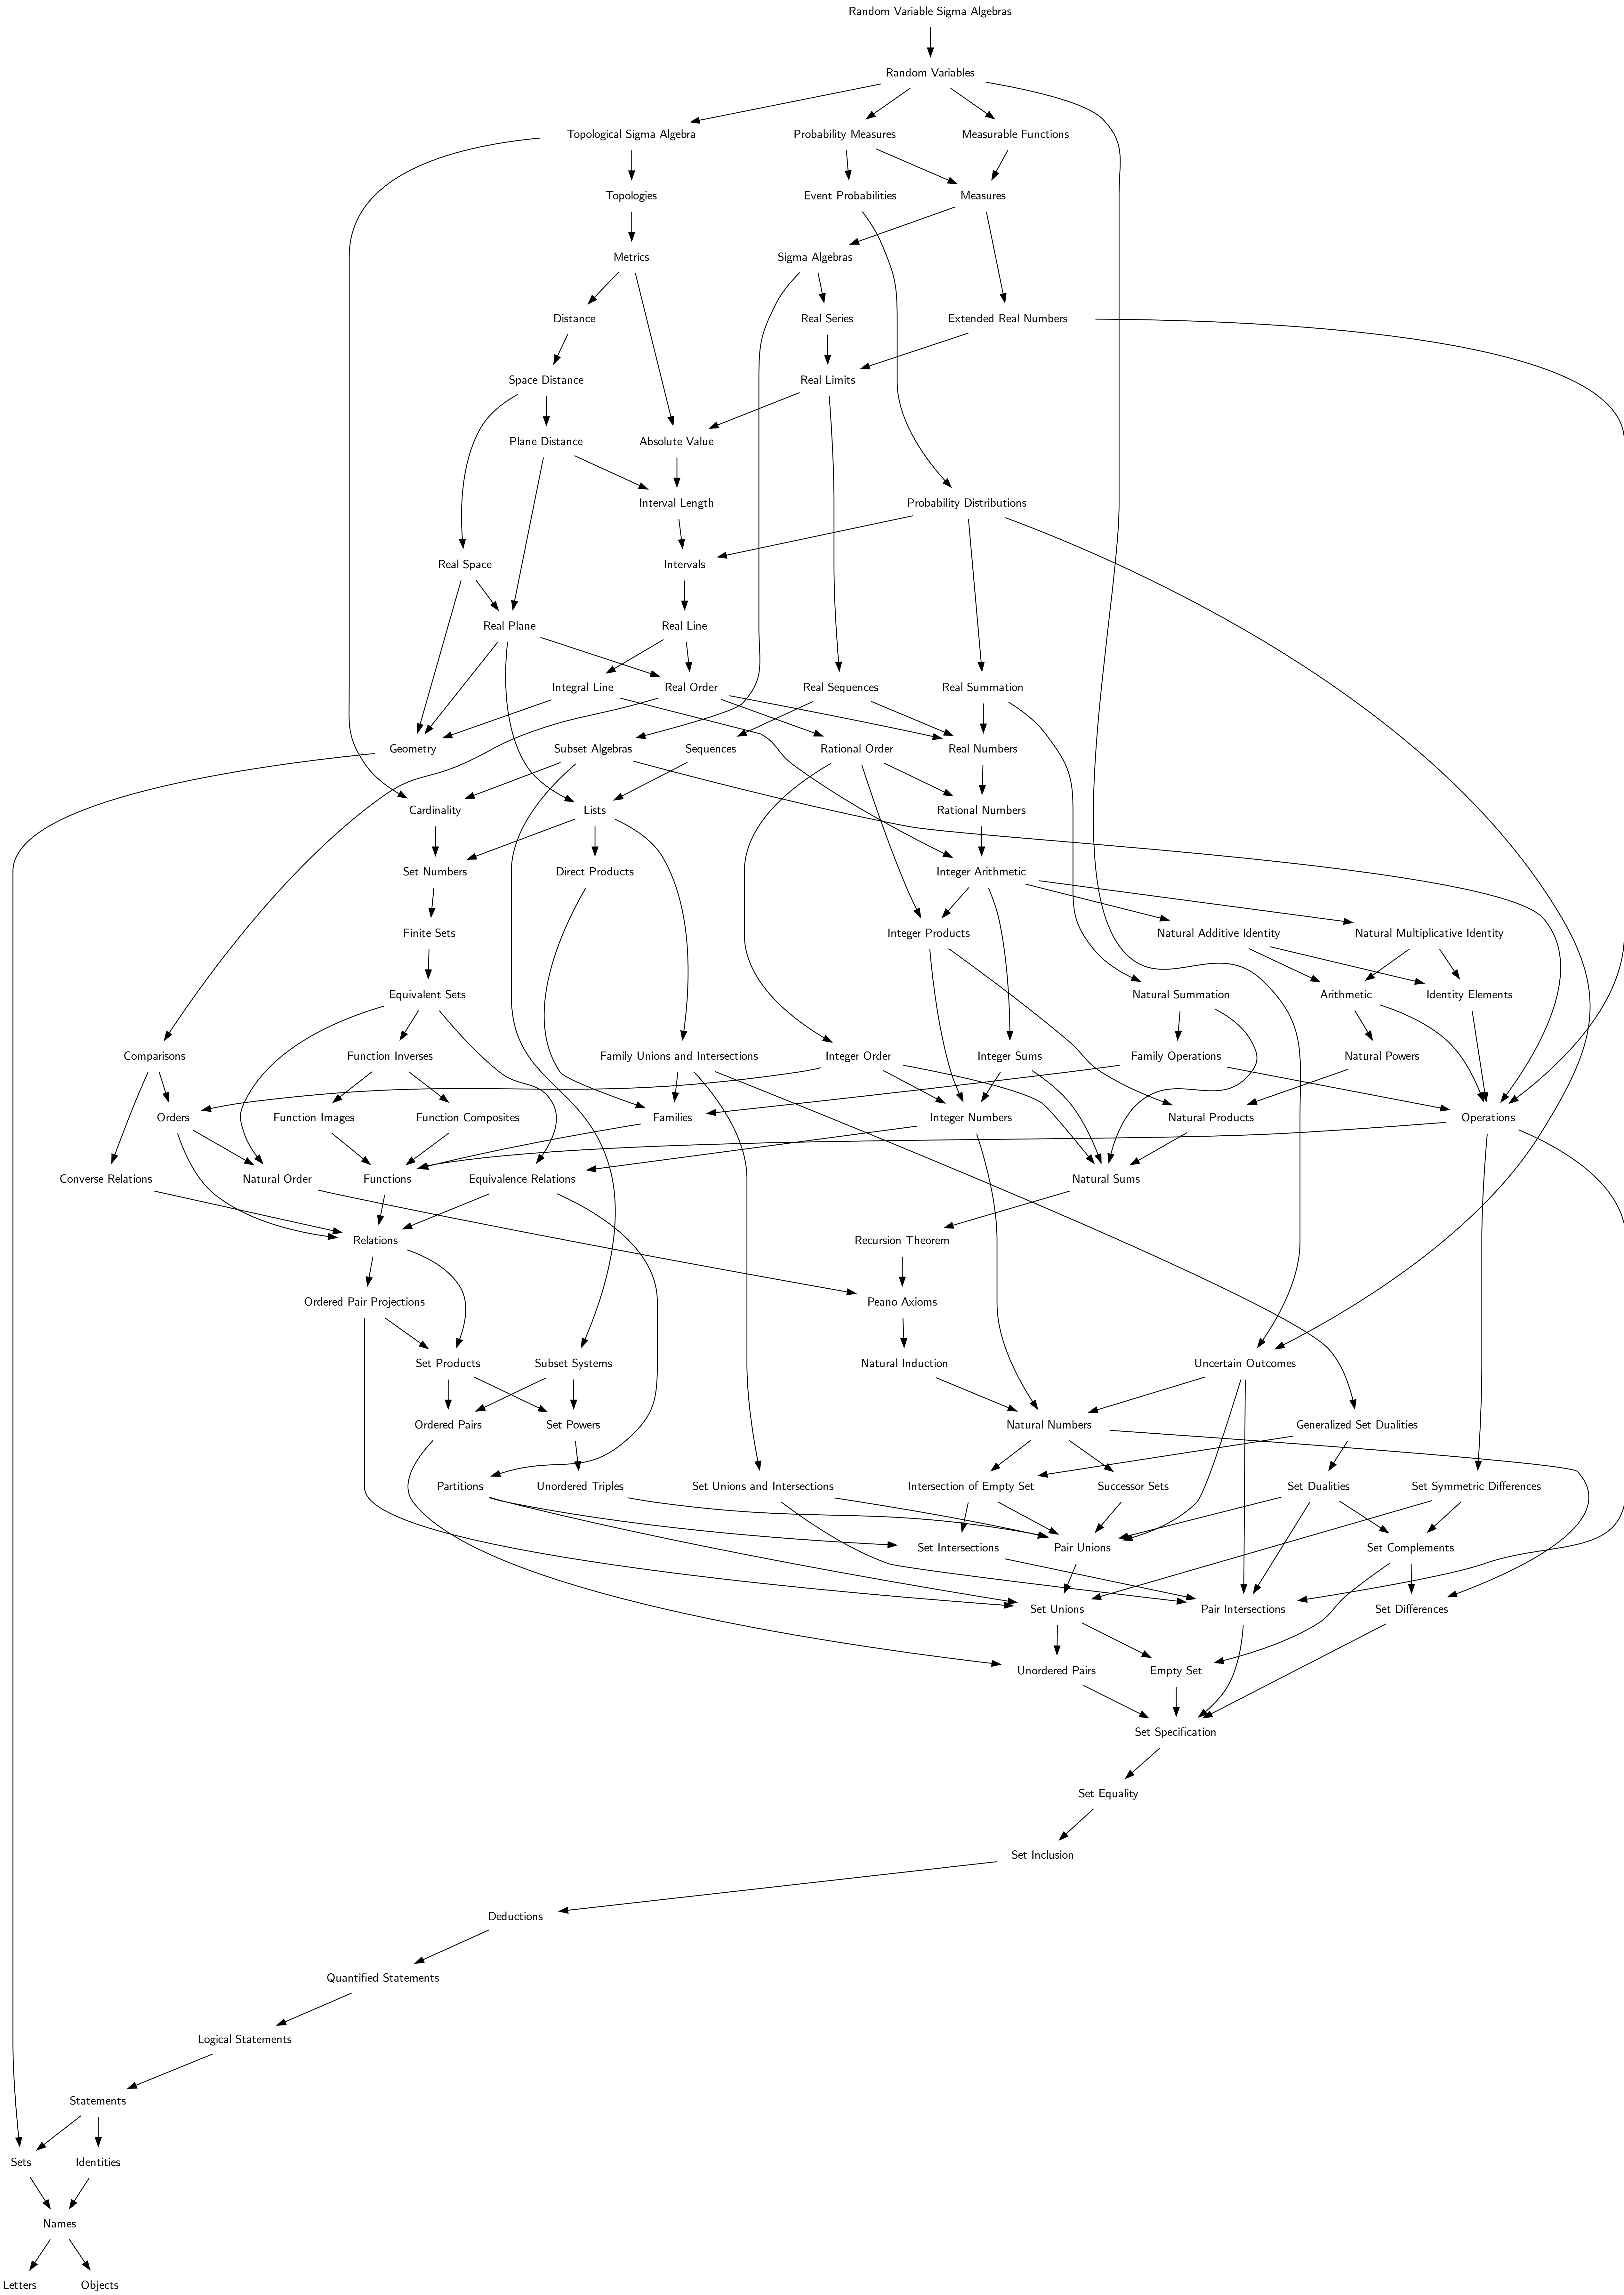 Random Variable Sigma Algebras
Random Variables
Topological Sigma Algebra
Probability Measures
Measurable Functions
Topologies
Event Probabilities
Measures
Metrics
Sigma Algebras
Distance
Real Series
Extended Real Numbers
Space Distance
Real Limits
Plane Distance
Absolute Value
Interval Length
Probability Distributions
Real Space
Intervals
Real Plane
Real Line
Integral Line
Real Order
Real Sequences
Real Summation
Geometry
Subset Algebras
Sequences
Rational Order
Real Numbers
Cardinality
Lists
Rational Numbers
Set Numbers
Direct Products
Integer Arithmetic
Finite Sets
Integer Products
Natural Additive Identity
Natural Multiplicative Identity
Equivalent Sets
Natural Summation
Arithmetic
Identity Elements
Comparisons
Function Inverses
Family Unions and Intersections
Integer Order
Integer Sums
Family Operations
Natural Powers
Orders
Function Images
Function Composites
Families
Integer Numbers
Natural Products
Operations
Converse Relations
Natural Order
Functions
Equivalence Relations
Natural Sums
Relations
Recursion Theorem
Ordered Pair Projections
Peano Axioms
Set Products
Subset Systems
Natural Induction
Uncertain Outcomes
Ordered Pairs
Set Powers
Natural Numbers
Generalized Set Dualities
Partitions
Unordered Triples
Set Unions and Intersections
Intersection of Empty Set
Successor Sets
Set Dualities
Set Symmetric Differences
Set Intersections
Pair Unions
Set Complements
Set Unions
Pair Intersections
Set Differences
Unordered Pairs
Empty Set
Set Specification
Set Equality
Set Inclusion
Deductions
Quantified Statements
Logical Statements
Statements
Sets
Identities
Names
Letters
Objects